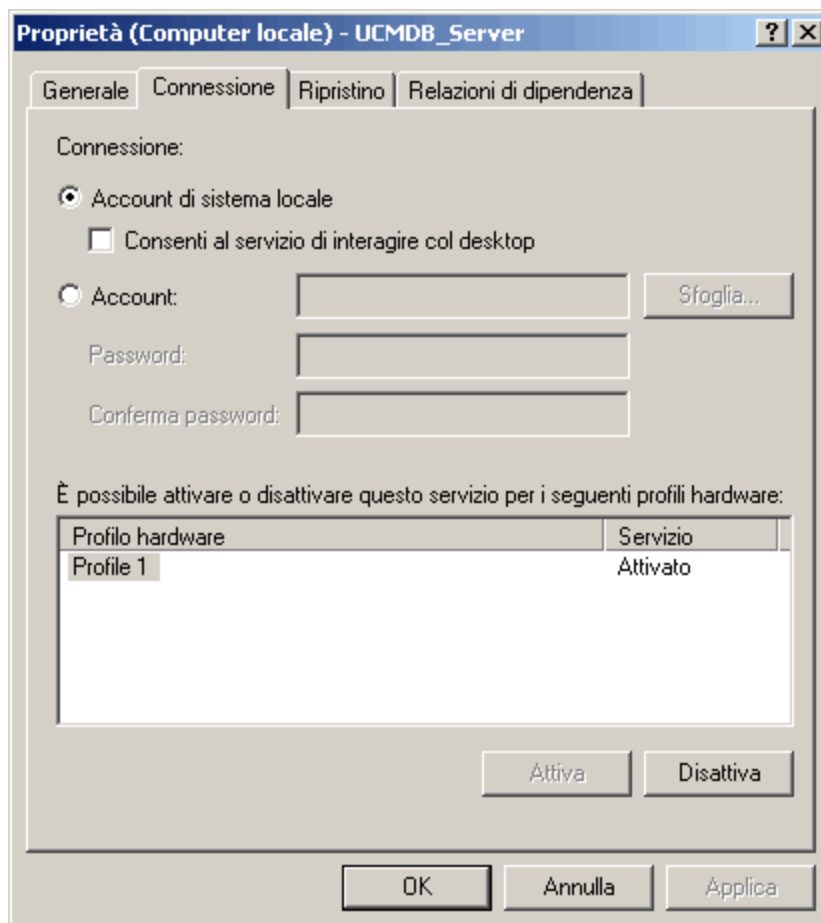 Proprietà (Computer locale) - UCMDB_Server
Generale Connessione Ripristino Relazioni di dipendenza
Connessione:
Account di sistema locale
Consenti al servizio di interagire col desktop
Account: Sfoglia...
Password:
Conferma password:
È possibile attivare o disattivare questo servizio per i seguenti profili hardware:
Profilo hardware Servizio
Profile 1 Attivato
Attiva Disattiva
OK Annulla Applica